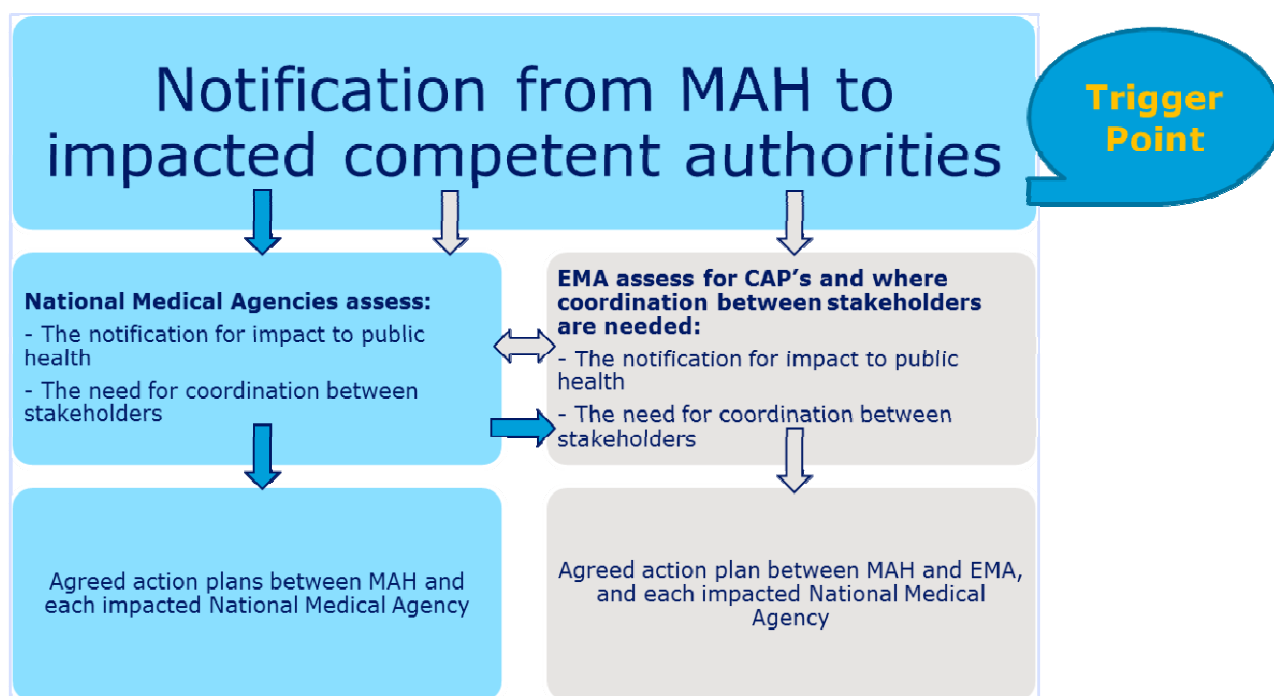 Notification from MAH to
impacted competent authorities
Trigger
Point
National Medical Agencies assess:
- The notification for impact to public
health
- The need for coordination between
stakeholders
EMA assess for CAP's and where
coordination between stakeholders
are needed:
- The notification for impact to public
health
- The need for coordination between
stakeholders
Agreed action plans between MAH and
each impacted National Medical Agency
Agreed action plan between MAH and EMA,
and each impacted National Medical
Agency